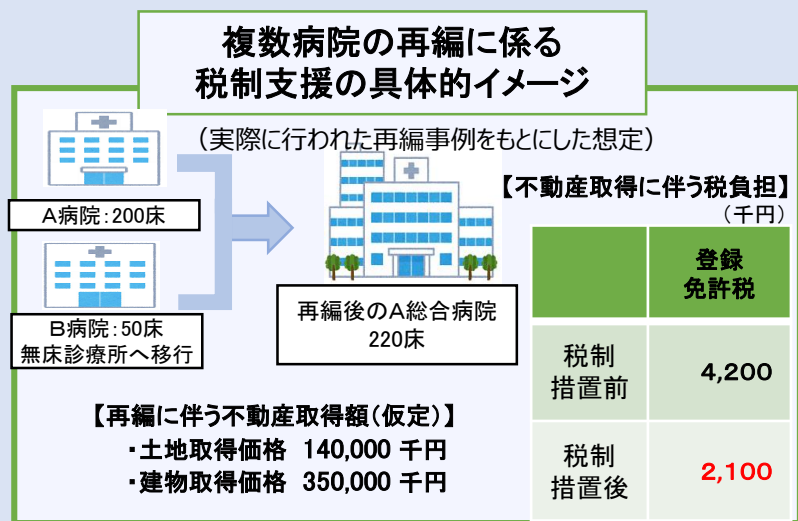 複数病院の再編に係る
税制支援の具体的イメージ
（実際に行われた再編事例をもとにした想定）
A病院：200床
B病院：50床
無床診療所へ移行
再編後のA総合病院
220床
【再編に伴う不動産取得額（仮定）】
・土地取得価格 140,000 千円
・建物取得価格 350,000 千円
【不動産取得に伴う税負担】
（千円）
登録
免許税
税制
措置前
4,200
税制
措置後
2,100